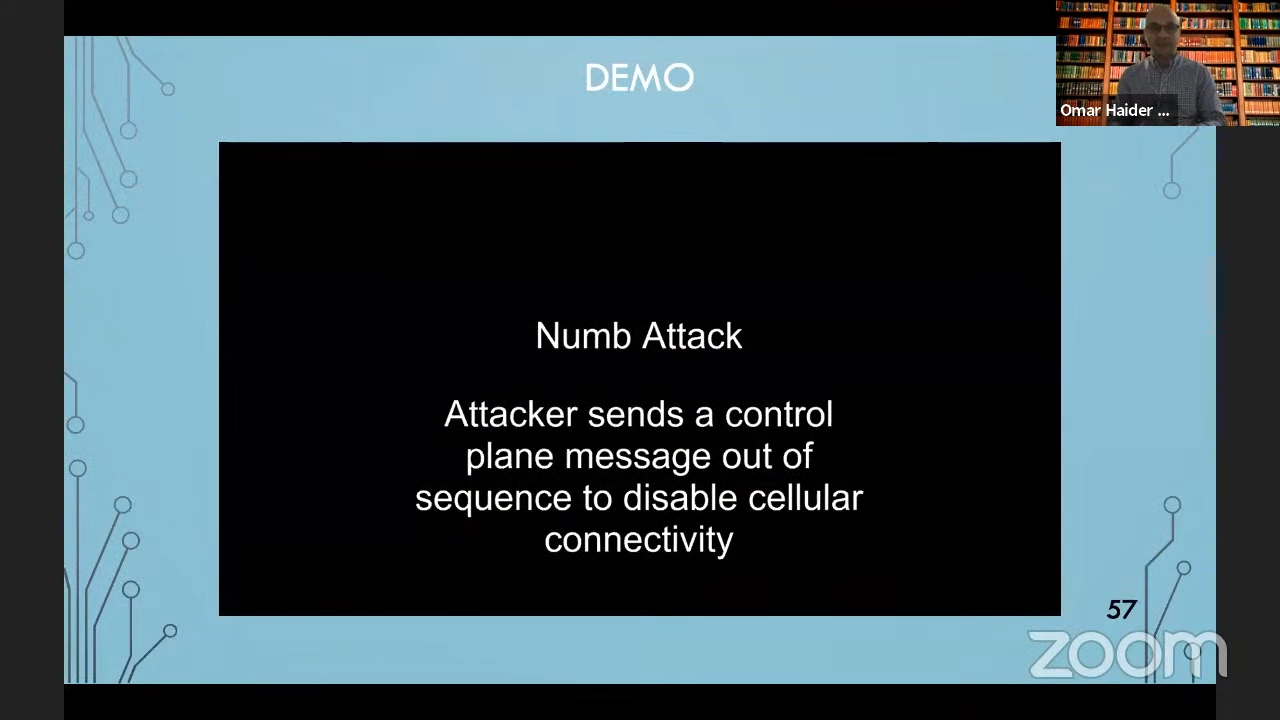 DEMO
Omar Haider ...
Numb Attack
Attacker sends a control
plane message out of
sequence to disable cellular
connectivity
57
zoom